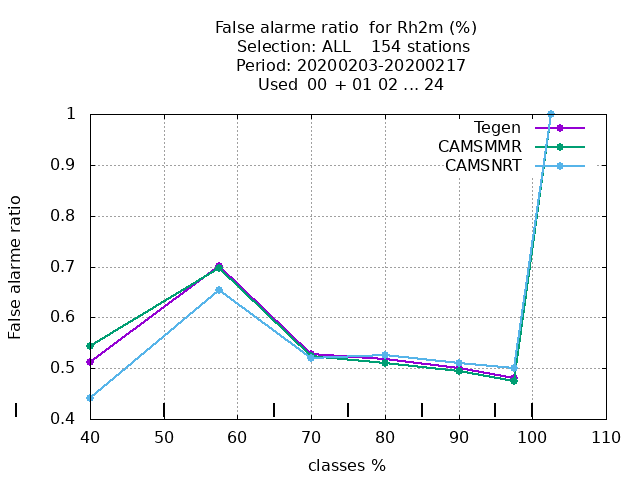 False alarme ratio  for Rh2m (%)
Selection: ALL    154 stations
Period: 20200203-20200217
Used  00  + 01 02 ... 24
Tegen
CAMSMMR
CAMSNRT
False alarme ratio
1
0.9
0.8
0.7
0.6
0.5
0.4
40 50 60 70 80 90 100 110
classes %